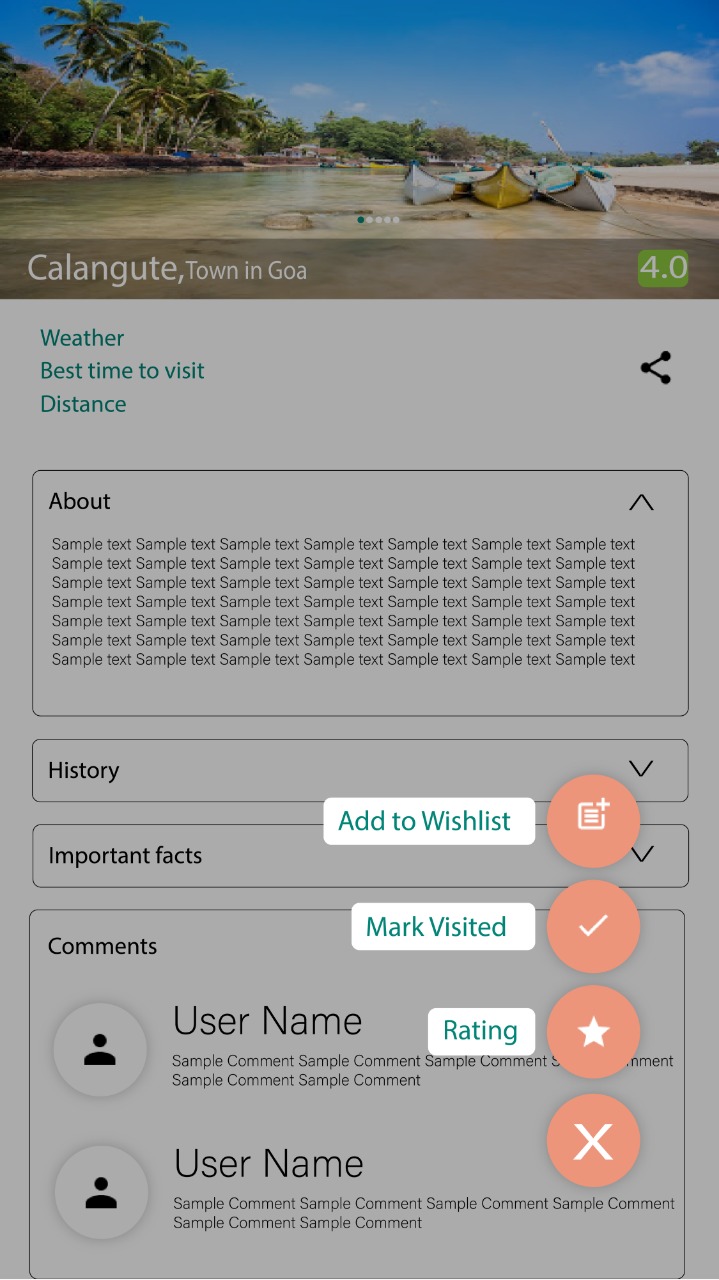 Calangute, Town in Goa
4.0
Weather
Best time to visit
Distance
About
Sample text Sample text Sample text Sample text Sample text Sample text Sample text
Sample text Sample text Sample text Sample text Sample text Sample text Sample text
Sample text Sample text Sample text Sample text Sample text Sample text Sample text
Sample text Sample text Sample text Sample text Sample text Sample text Sample text
Sample text Sample text Sample text Sample text Sample text Sample text Sample text
Sample text Sample text Sample text Sample text Sample text Sample text Sample text
Sample text Sample text Sample text Sample text Sample text Sample text Sample text
History
Add to Wishlist
Important facts
Mark Visited
Comments
User Name
Rating
Sample Comment Sample Comment Sample Comment
Sample Comment Sample Comment
User Name
Sample Comment Sample Comment Sample Comment Sample Comment
Sample Comment Sample Comment